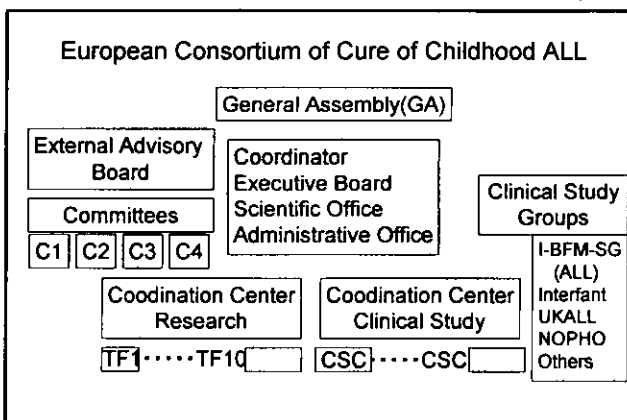 European Consortium of Cure of Childhood ALL
General Assembly(GA)
External Advisory
Board
Committees
C1 C2 C3 C4
Coordinator
Executive Board
Scientific Office
Administrative Office
Clinical Study
Groups
I-BFM-SG
(ALL)
Interfant
UKALL
NOPHO
Others
Coodination Center
Research
TF1·····TF10
Coodination Center
Clinical Study
CSC·····CSC